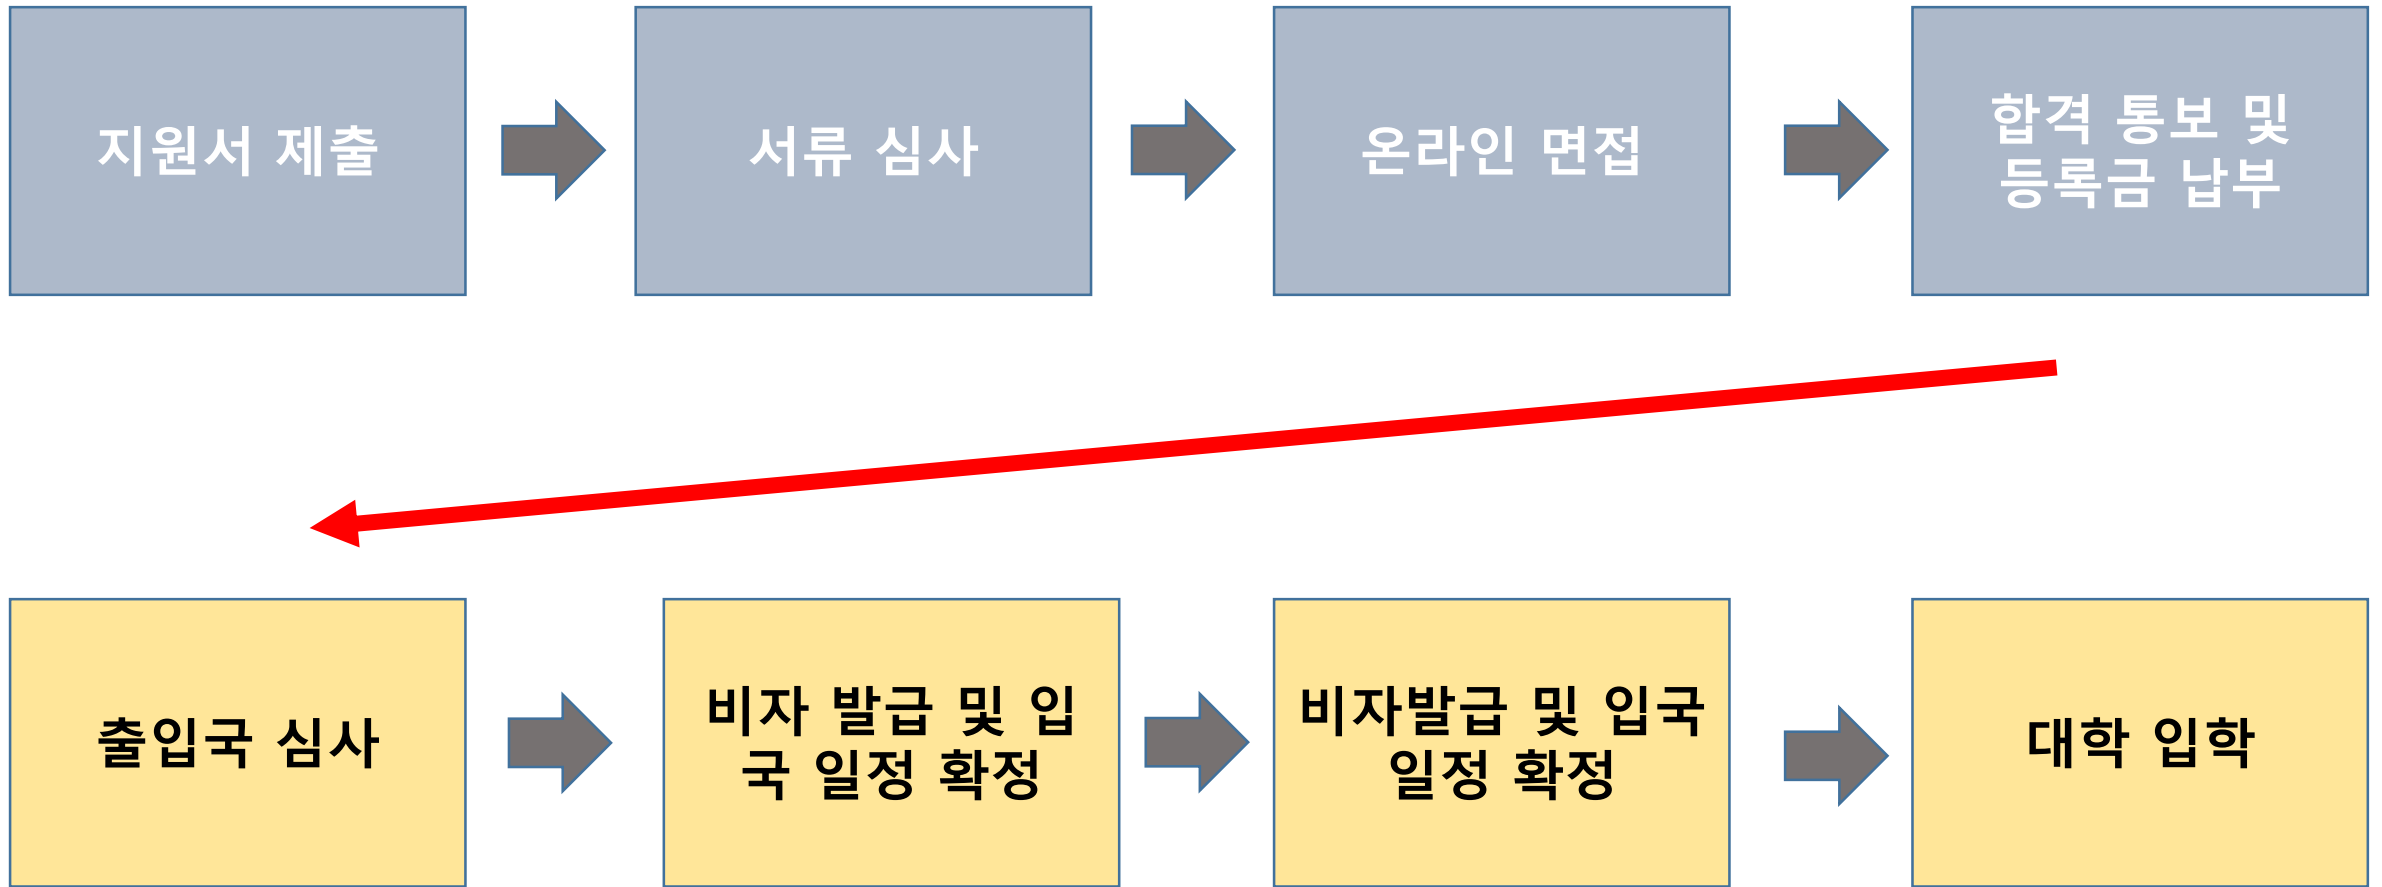 지원서 제출
서류 심사
온라인 면접
합격 통보 및
등록금 납부
출입국 심사
비자 발급 및 입
국 일정 확정
비자발급 및 입국
일정 확정
대학 입학